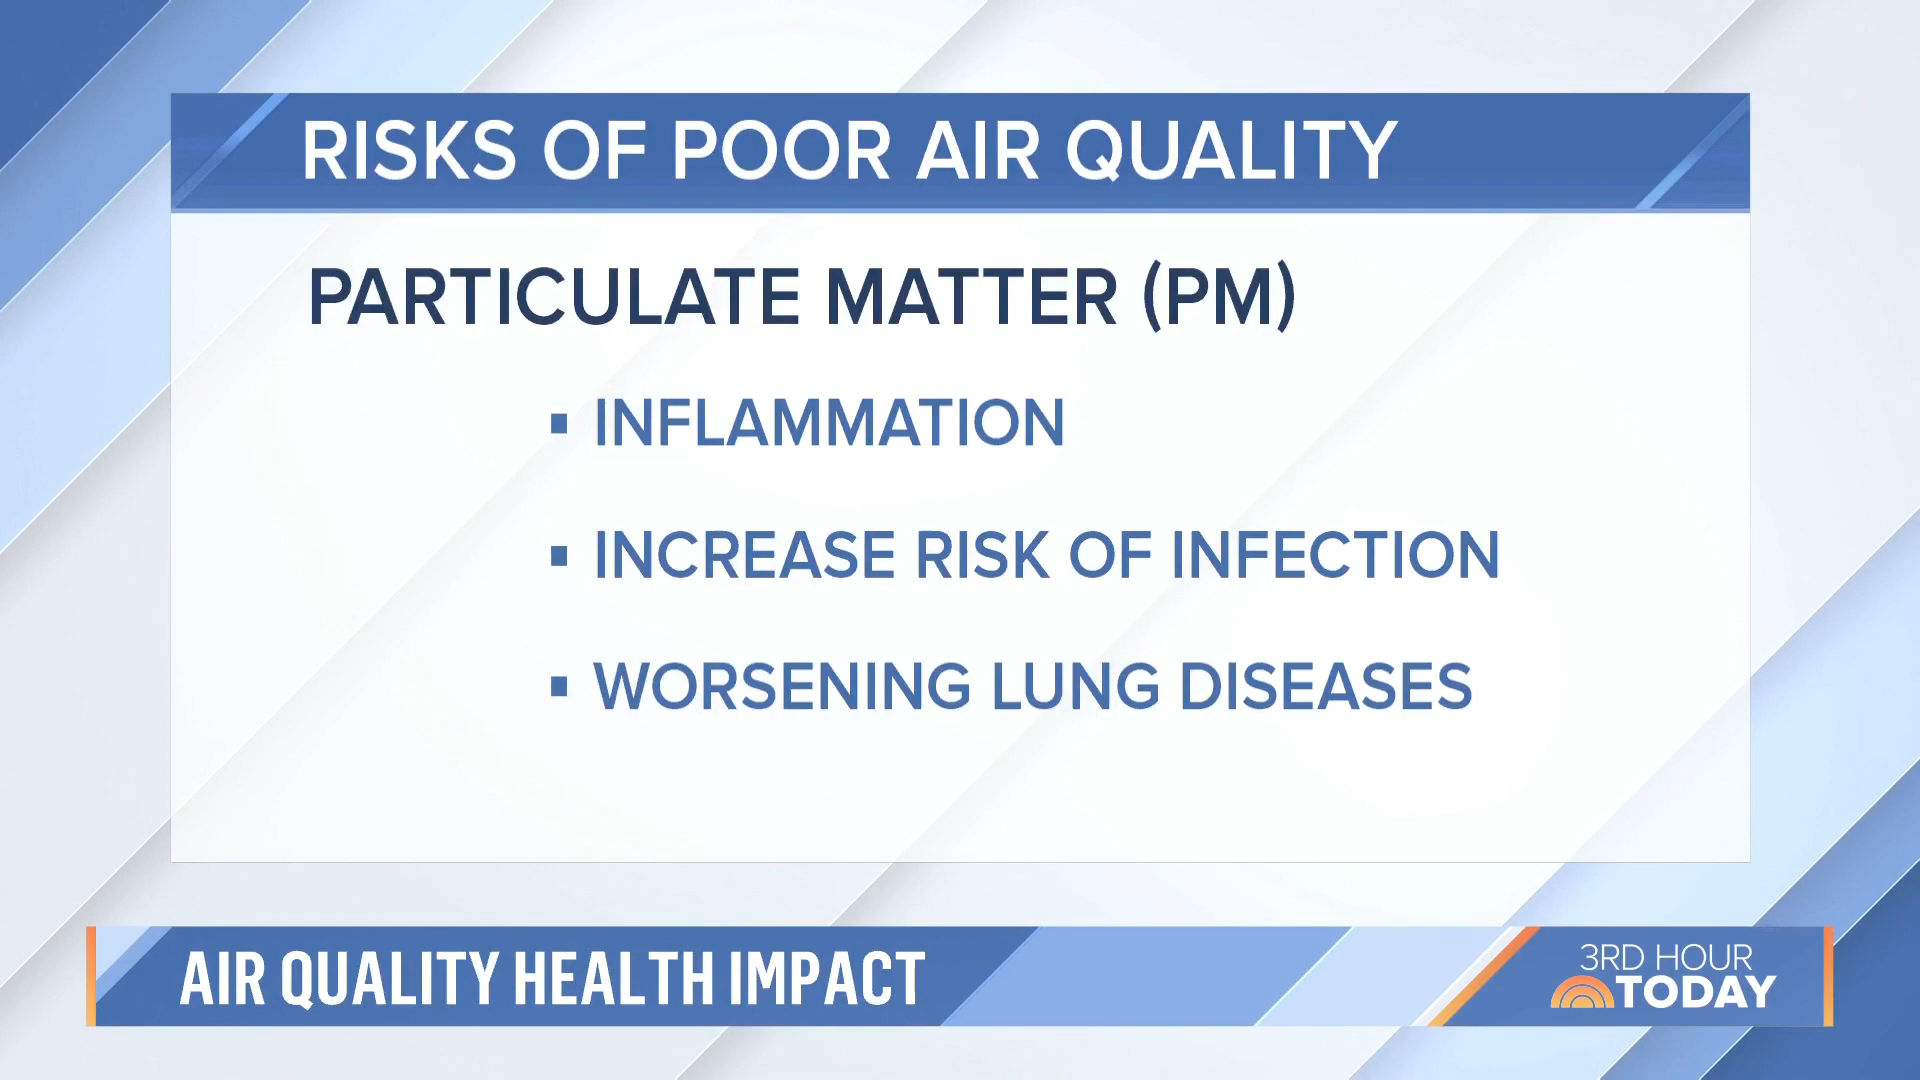 RISKS OF POOR AIR QUALITY
PARTICULATE MATTER (PM)
▪ INFLAMMATION
▪ INCREASE RISK OF INFECTION
▪ WORSENING LUNG DISEASES
AIR QUALITY HEALTH IMPACT
3RD HOUR
TODAY